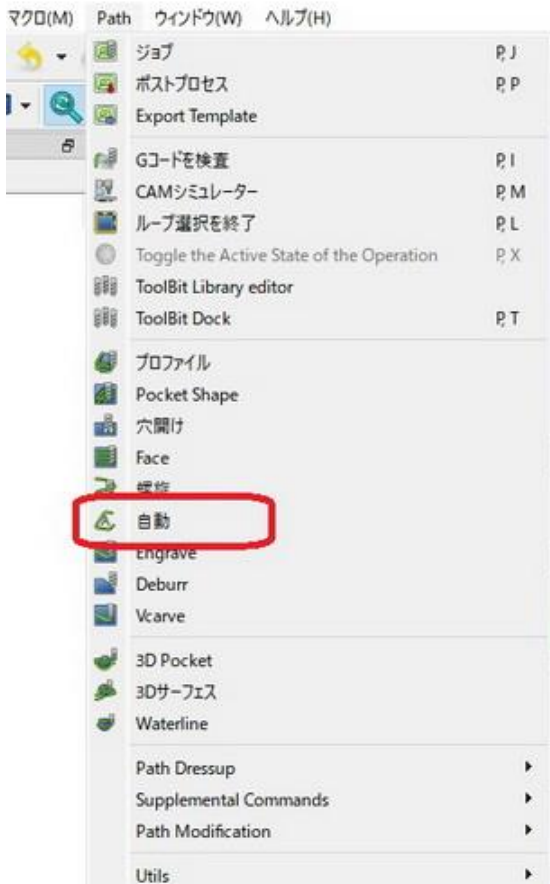 マクロ(M) Path ウィンドウ(W) ヘルプ(H)
ジョブ P, J
ポストプロセス P, P
Export Template
Gコードを検査 P, I
CAMシミュレーター P, M
ループ選択を終了 P, L
Toggle the Active State of the Operation P, X
ToolBit Library editor
ToolBit Dock P, T
プロファイル
Pocket Shape
穴開け
Face
螺旋
自動
Engrave
Deburr
Vcarve
3D Pocket
3Dサーフェス
Waterline
Path Dressup
Supplemental Commands
Path Modification
Utils